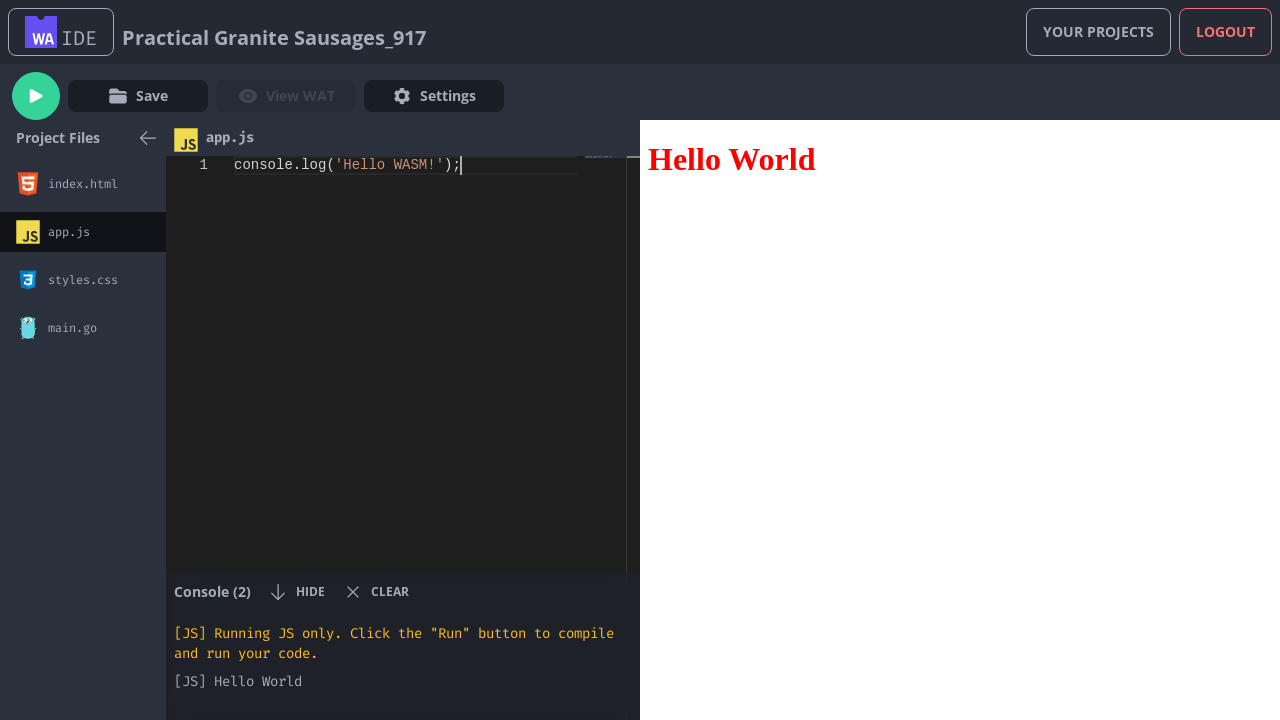 WA IDE
Practical Granite Sausages_917
YOUR PROJECTS
LOGOUT
Save
View WAT
Settings
Project Files
index.html
JS app.js
styles.css
main.go
JS app.js
1 console.log('Hello WASM!');
Console (2)
HIDE
CLEAR
[JS] Running JS only. Click the "Run" button to compile
and run your code.
[JS] Hello World
Hello World